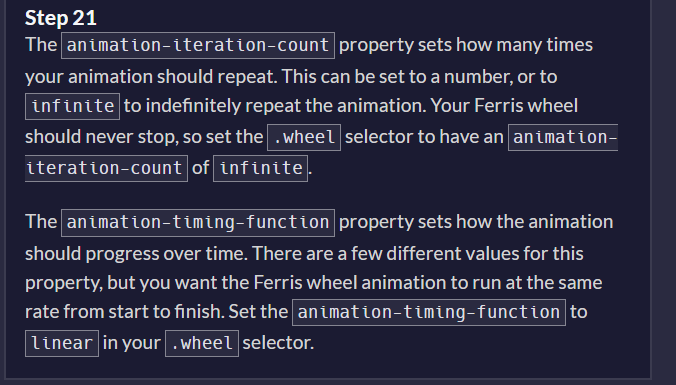 Step 21
The animation-iteration-count property sets how many times
your animation should repeat. This can be set to a number, or to
infinite to indefinitely repeat the animation. Your Ferris wheel
should never stop, so set the .wheel selector to have an animation-
iteration-count of infinite.
The animation-timing-function property sets how the animation
should progress over time. There are a few different values for this
property, but you want the Ferris wheel animation to run at the same
rate from start to finish. Set the animation-timing-function to
linear in your .wheel selector.